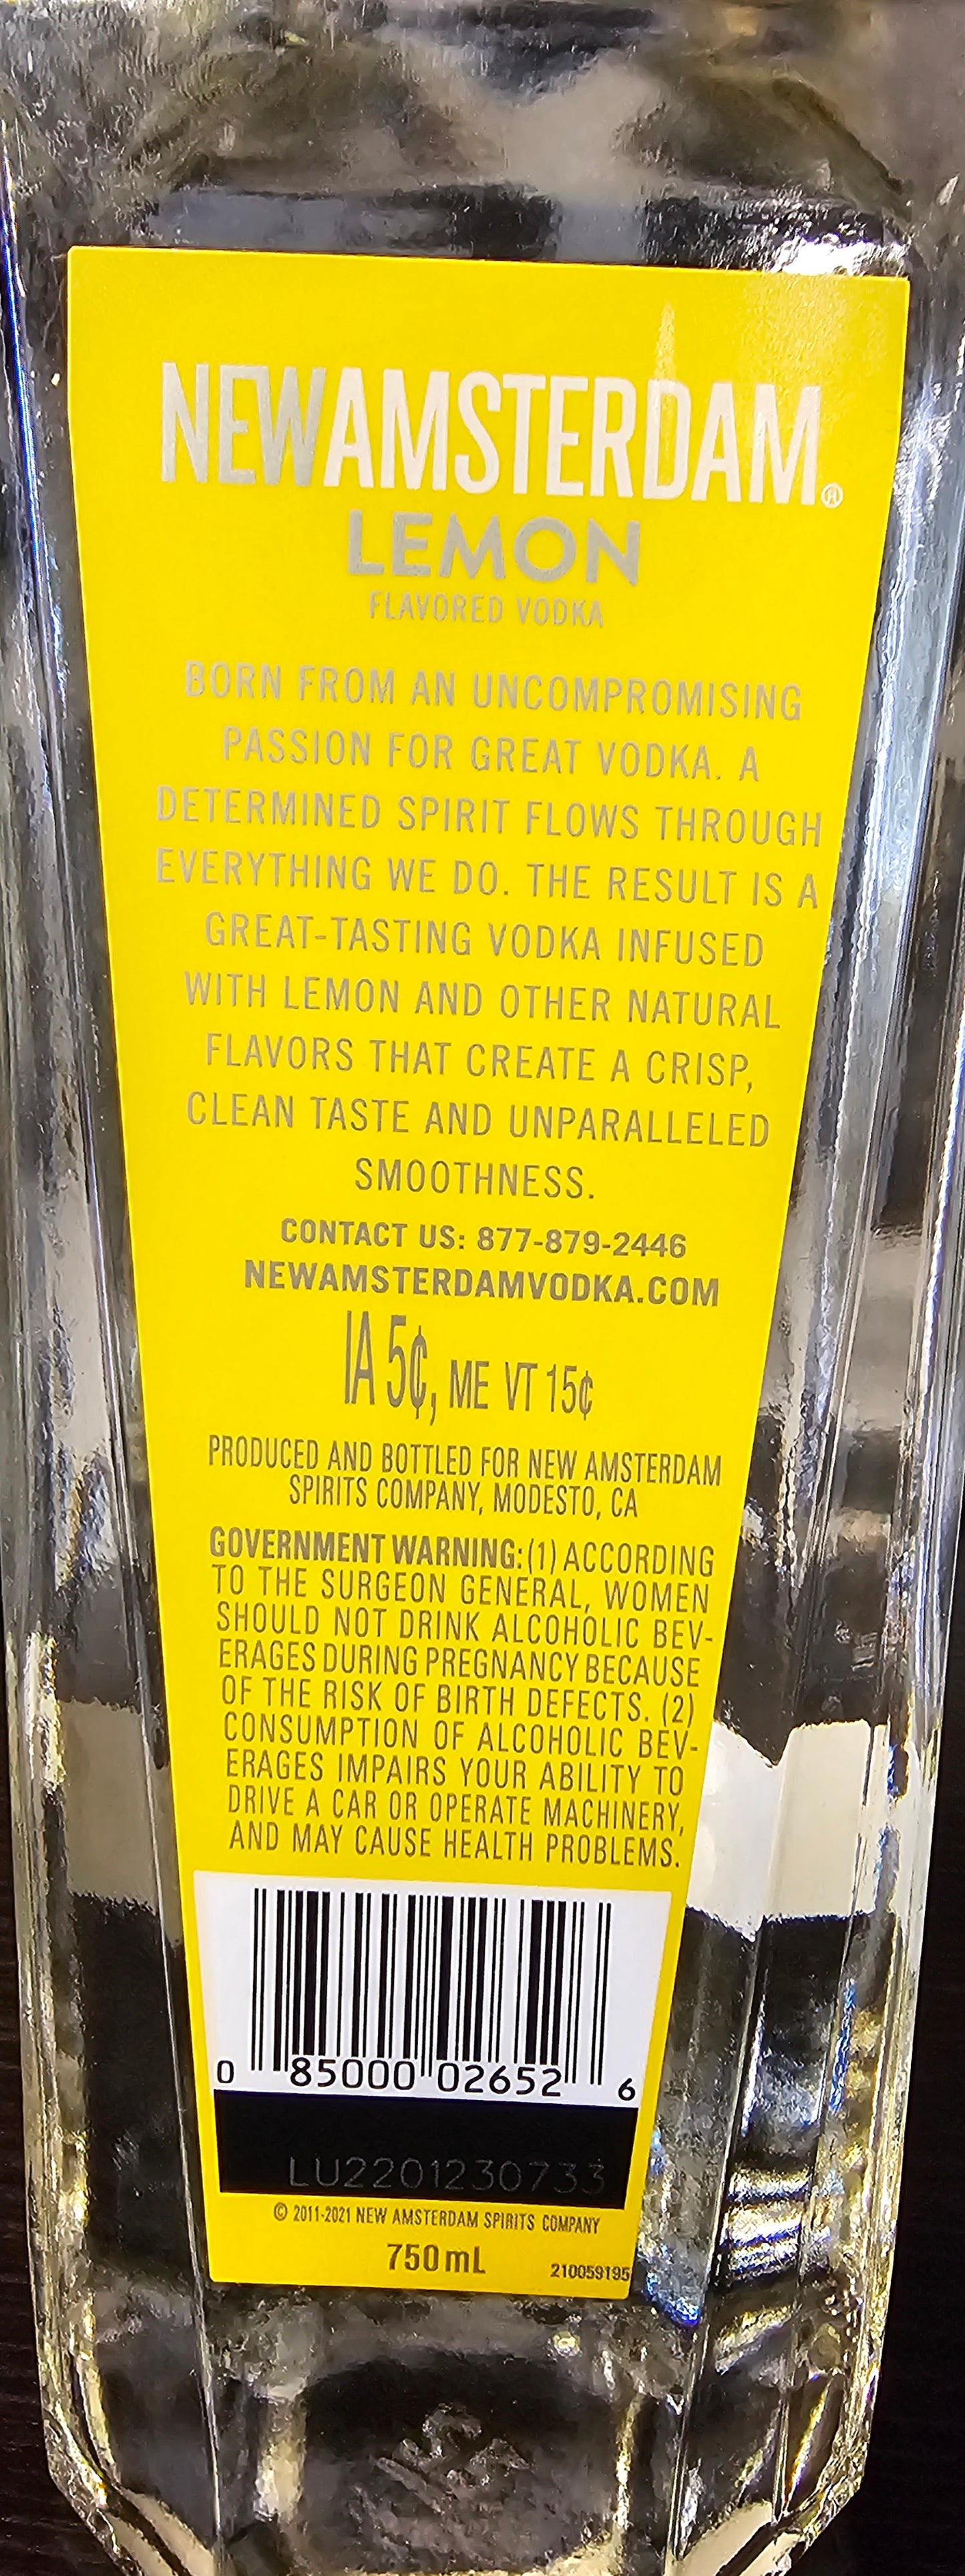 NEWAMSTERDAM®
LEMON
FLAVORED VODKA
BORN FROM AN UNCOMPROMISING
PASSION FOR GREAT VODKA. A
DETERMINED SPIRIT FLOWS THROUGH
EVERYTHING WE DO. THE RESULT IS A
GREAT-TASTING VODKA INFUSED
WITH LEMON AND OTHER NATURAL
FLAVORS THAT CREATE A CRISP,
CLEAN TASTE AND UNPARALLELED
SMOOTHNESS.
CONTACT US: 877-879-2446
NEWAMSTERDAMVODKA.COM
IA 5¢, ME VT 15¢
PRODUCED AND BOTTLED FOR NEW AMSTERDAM
SPIRITS COMPANY, MODESTO, CA
GOVERNMENT WARNING: (1) ACCORDING
TO THE SURGEON GENERAL, WOMEN
SHOULD NOT DRINK ALCOHOLIC BEV-
ERAGES DURING PREGNANCY BECAUSE
OF THE RISK OF BIRTH DEFECTS. (2)
CONSUMPTION OF ALCOHOLIC BEV-
ERAGES IMPAIRS YOUR ABILITY TO
DRIVE A CAR OR OPERATE MACHINERY,
AND MAY CAUSE HEALTH PROBLEMS.
0 85000 02652 6
LU2201230733
© 2011-2021 NEW AMSTERDAM SPIRITS COMPANY
750 mL
210059195